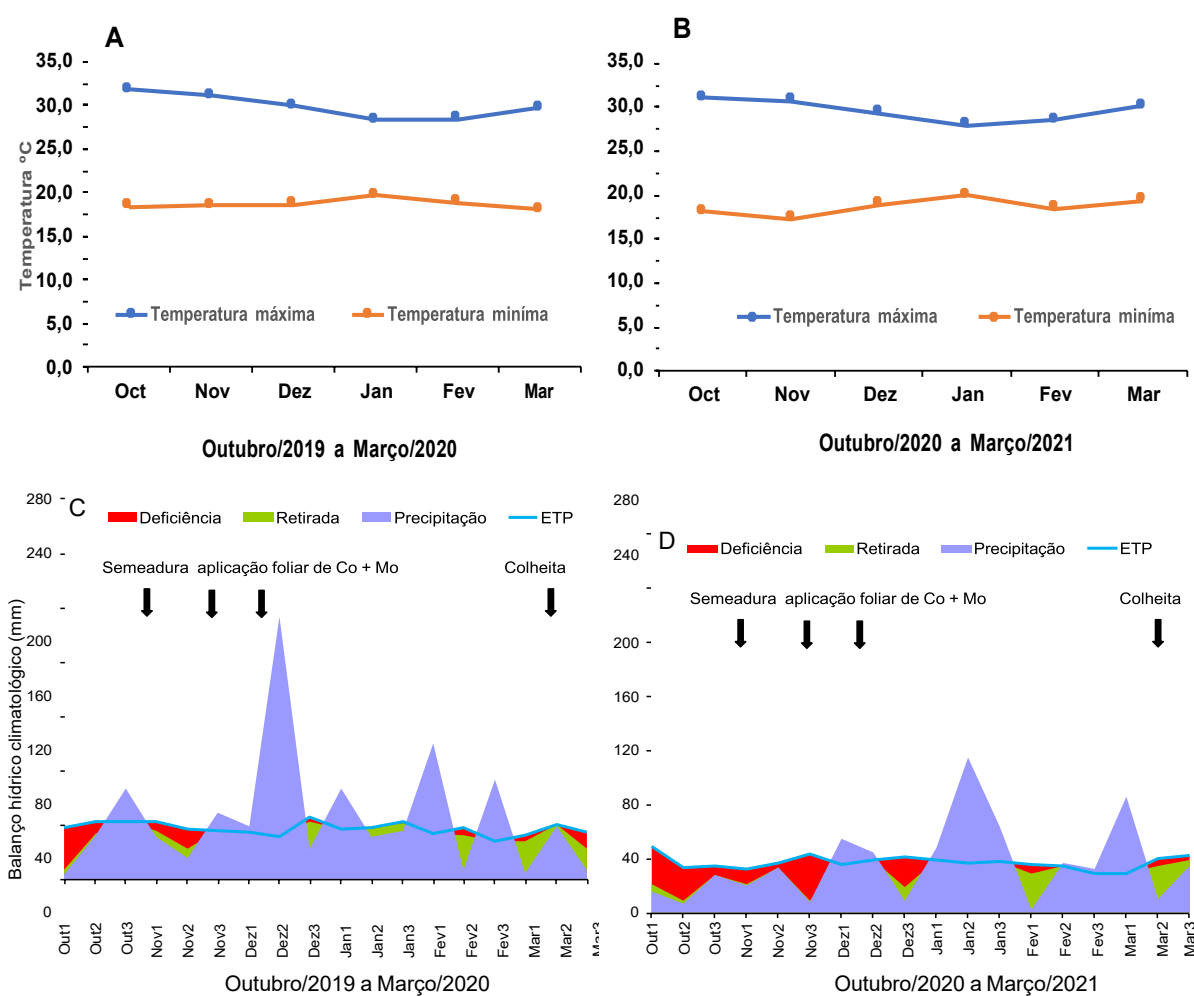 A
35,0
30,0
25,0
20,0
15,0
10,0
5,0
0,0
Temperatura ºC
Temperatura máxima
Temperatura miníma
Oct Nov Dez Jan Fev Mar
Outubro/2019 a Março/2020
B
35,0
30,0
25,0
20,0
15,0
10,0
5,0
0,0
Temperatura máxima
Temperatura miníma
Oct Nov Dez Jan Fev Mar
Outubro/2020 a Março/2021
C
280
240
200
160
120
80
40
0
Balanço hídrico climatológico (mm)
Deficiência Retirada Precipitação ETP
Semeadura aplicação foliar de Co + Mo Colheita
Out1 Out2 Out3 Nov1 Nov2 Nov3 Dez1 Dez2 Dez3 Jan1 Jan2 Jan3 Fev1 Fev2 Fev3 Mar1 Mar2 Mar3
Outubro/2019 a Março/2020
D
280
240
200
160
120
80
40
0
Deficiência Retirada Precipitação ETP
Semeadura aplicação foliar de Co + Mo Colheita
Out1 Out2 Out3 Nov1 Nov2 Nov3 Dez1 Dez2 Dez3 Jan1 Jan2 Jan3 Fev1 Fev2 Fev3 Mar1 Mar2 Mar3
Outubro/2020 a Março/2021